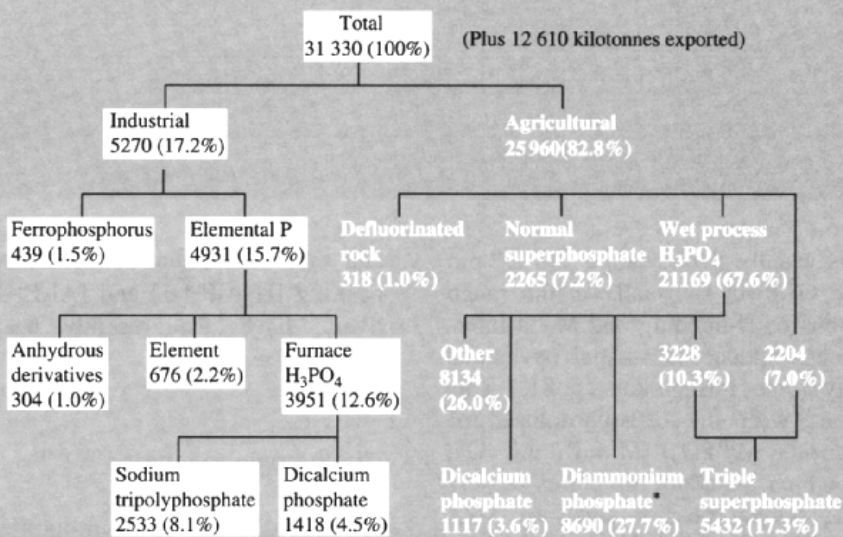 Total
31 330 (100%)
(Plus 12 610 kilotonnes exported)
Industrial
5270 (17.2%)
Agricultural
25 960(82.8%)
Ferrophosphorus
439 (1.5%)
Elemental P
4931 (15.7%)
Defluorinated
rock
318 (1.0%)
Normal
superphosphate
2265 (7.2%)
Wet process
H₃PO₄
21169 (67.6%)
Anhydrous
derivatives
304 (1.0%)
Element
676 (2.2%)
Furnace
H₃PO₄
3951 (12.6%)
Other
8134
(26.0%)
3228
(10.3%)
2204
(7.0%)
Sodium
tripolyphosphate
2533 (8.1%)
Dicalcium
phosphate
1418 (4.5%)
Dicalcium
phosphate
1117 (3.6%)
Diammonium
phosphate*
8690 (27.7%)
Triple
superphosphate
5432 (17.3%)